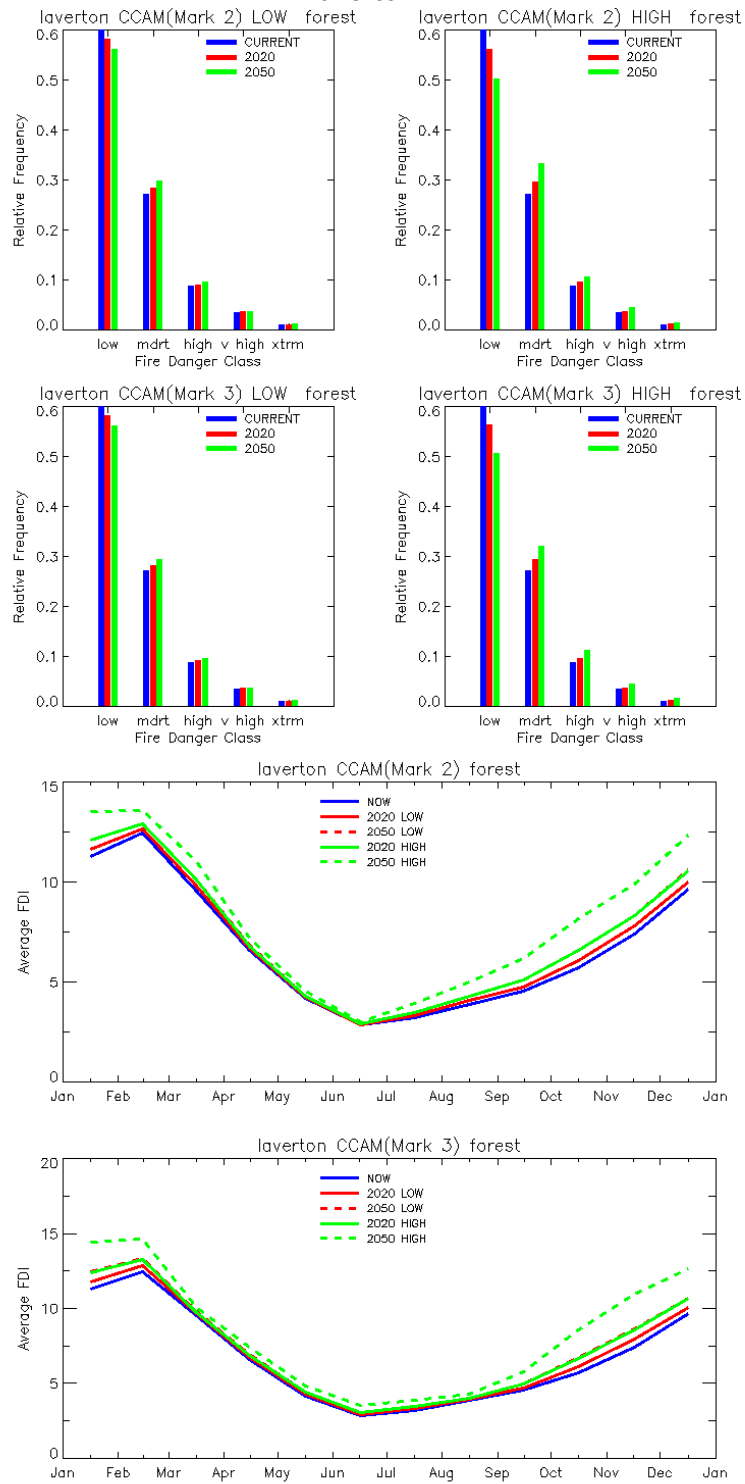 laverton CCAM(Mark 2) LOW forest
0.6
0.5
0.4
0.3
0.2
0.1
0.0
Relative Frequency
CURRENT
2020
2050
low mdrt high v high xtrm
Fire Danger Class
laverton CCAM(Mark 2) HIGH forest
0.6
0.5
0.4
0.3
0.2
0.1
0.0
Relative Frequency
CURRENT
2020
2050
low mdrt high v high xtrm
Fire Danger Class
laverton CCAM(Mark 3) LOW forest
0.6
0.5
0.4
0.3
0.2
0.1
0.0
Relative Frequency
CURRENT
2020
2050
low mdrt high v high xtrm
Fire Danger Class
laverton CCAM(Mark 3) HIGH forest
0.6
0.5
0.4
0.3
0.2
0.1
0.0
Relative Frequency
CURRENT
2020
2050
low mdrt high v high xtrm
Fire Danger Class
laverton CCAM(Mark 2) forest
15
10
5
0
Average FDI
NOW
2020 LOW
2050 LOW
2020 HIGH
2050 HIGH
Jan Feb Mar Apr May Jun Jul Aug Sep Oct Nov Dec Jan
laverton CCAM(Mark 3) forest
20
15
10
5
0
Average FDI
NOW
2020 LOW
2050 LOW
2020 HIGH
2050 HIGH
Jan Feb Mar Apr May Jun Jul Aug Sep Oct Nov Dec Jan